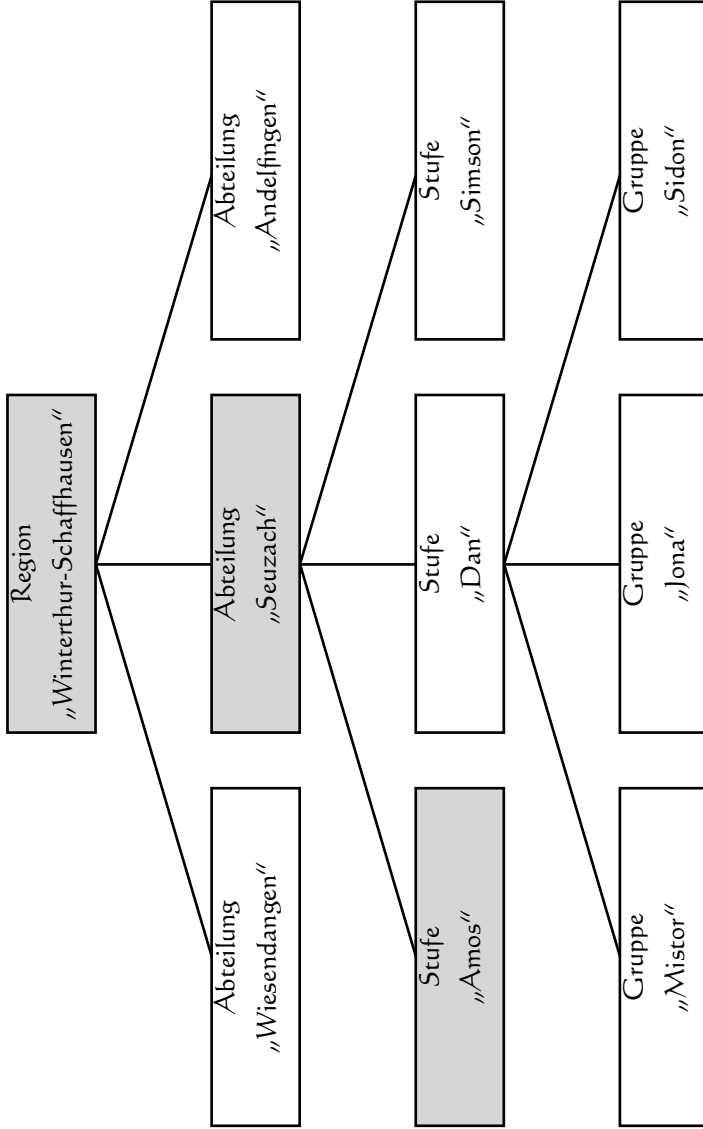 Region
„Winterthur-Schaffhausen“
Abteilung
„Wiesendangen“
Abteilung
„Seuzach“
Abteilung
„Andelfingen“
Stufe
„Amos“
Stufe
„Dan“
Stufe
„Simson“
Gruppe
„Mistor“
Gruppe
„Jona“
Gruppe
„Sidon“